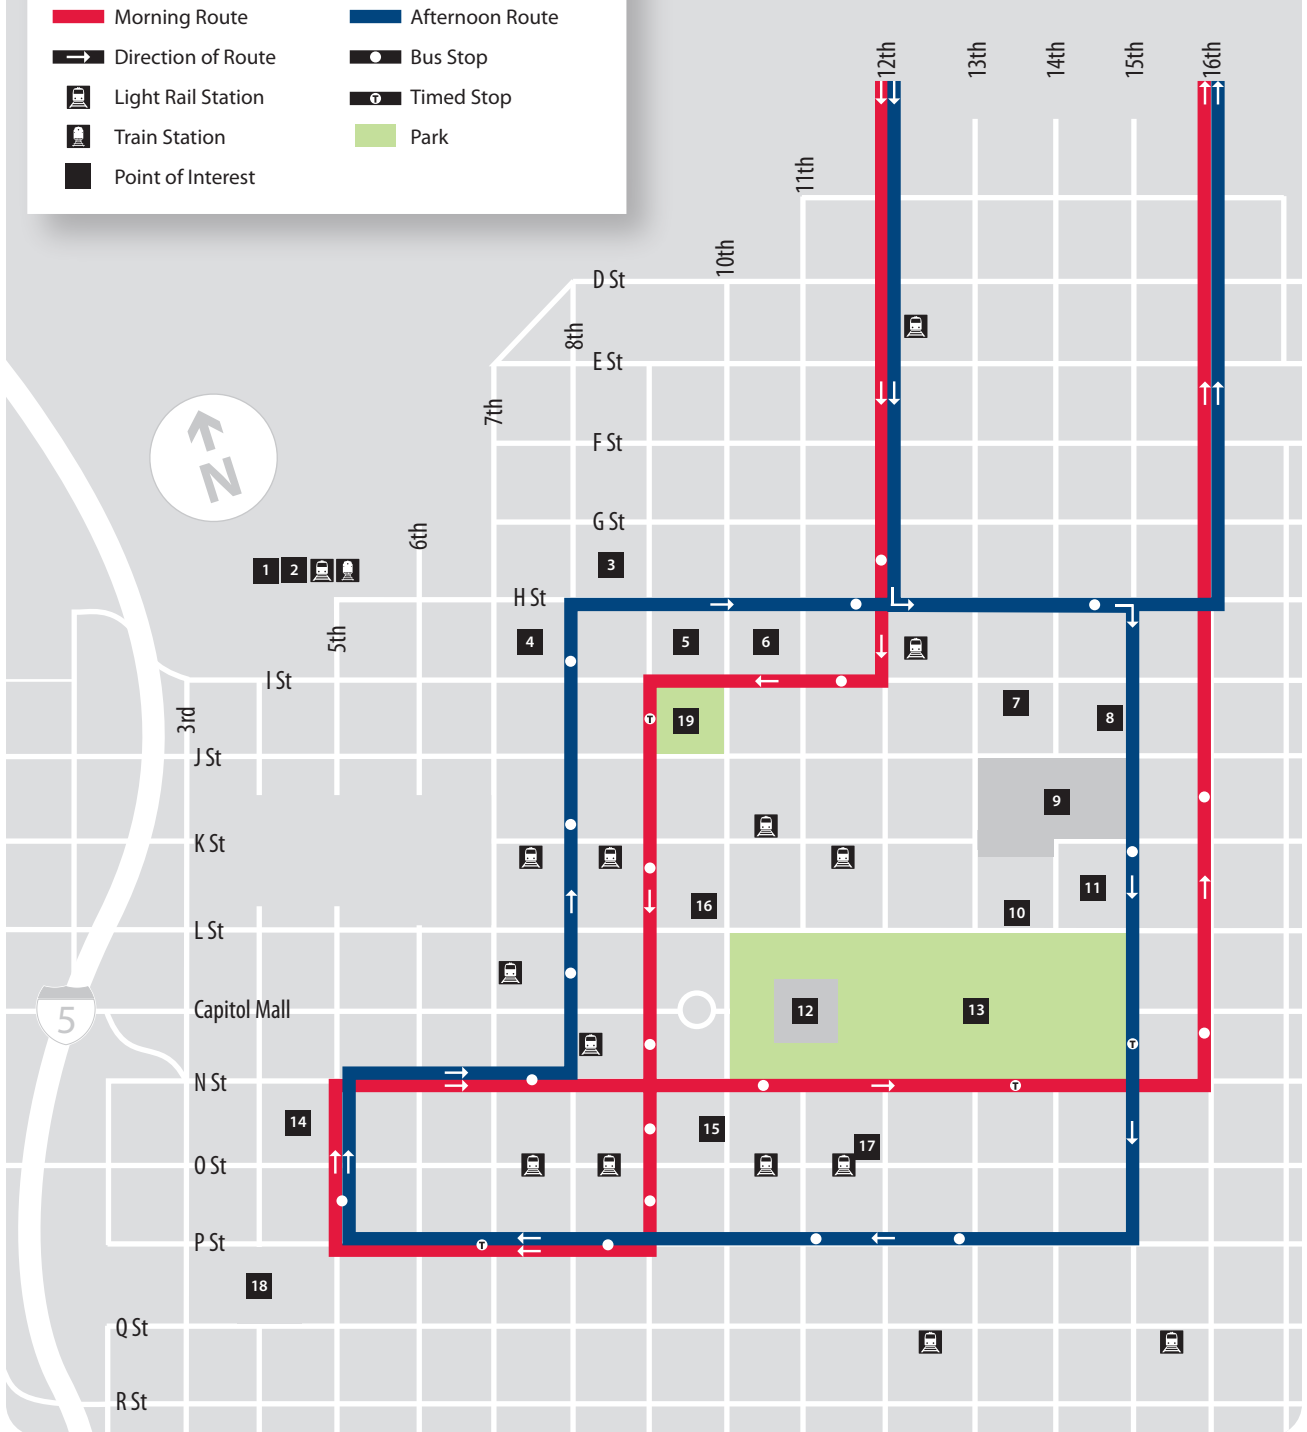 Morning Route
Afternoon Route
Direction of Route
Bus Stop
Light Rail Station
T
Timed Stop
Train Station
Park
Point of Interest
12th
13th
14th
15th
16th
11th
10th
D St
8th
E St
7th
F St
N
G St
6th
1
2
3
H St
5th
4
5
6
I St
3rd
7
8
T
19
J St
9
K St
11
16
10
L St
5
Capitol Mall
12
13
T
N St
T
14
15
17
O St
P St
T
18
Q St
R St